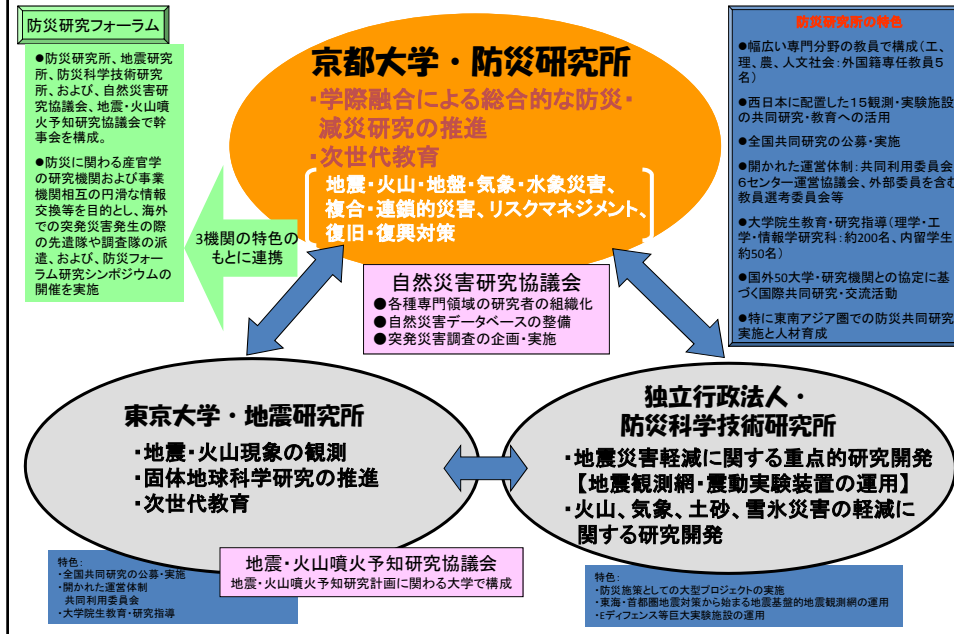 防災研究フォーラム
●防災研究所、地震研究
所、防災科学技術研究
所、および、自然災害研
究協議会、地震・火山噴
火予知研究協議会で幹
事会を構成。
●防災に関わる産官学
の研究機関および事業
機関相互の円滑な情報
交換等を目的とし、海外
での突発災害発生の際
の先遣隊や調査隊の派
遣、および、防災フォー
ラム研究シンポジウムの
開催を実施
3機関の特色の
もとに連携
京都大学・防災研究所
・学際融合による総合的な防災・
減災研究の推進
・次世代教育
地震・火山・地盤・気象・水象災害、
複合・連鎖的災害、リスクマネジメント、
復旧・復興対策
防災研究所の特色
●幅広い専門分野の教員で構成(工、
理、農、人文社会:外国籍専任教員5
名)
●西日本に配置した15観測・実験施設
の共同研究・教育への活用
●全国共同研究の公募・実施
●開かれた運営体制:共同利用委員会
6センター運営協議会、外部委員を含む
教員選考委員会等
●大学院生教育・研究指導(理学・工
学・情報学研究科:約200名、内留学生
約50名)
●国外50大学・研究機関との協定に基
づく国際共同研究・交流活動
●特に東南アジア圏での防災共同研究
実施と人材育成
自然災害研究協議会
●各種専門領域の研究者の組織化
●自然災害データベースの整備
●突発災害調査の企画・実施
東京大学・地震研究所
・地震・火山現象の観測
・固体地球科学研究の推進
・次世代教育
独立行政法人・
防災科学技術研究所
・地震災害軽減に関する重点的研究開発
【地震観測網・震動実験装置の運用】
・火山、気象、土砂、雪氷災害の軽減に
関する研究開発
地震・火山噴火予知研究協議会
地震・火山噴火予知研究計画に関わる大学で構成
特色:
・全国共同研究の公募・実施
・開かれた運営体制
共同利用委員会
・大学院生教育・研究指導
特色:
・防災施策としての大型プロジェクトの実施
・東海・首都圏地震対策から始まる地震基盤的地震観測網の運用
・Eディフェンス等巨大実験施設の運用